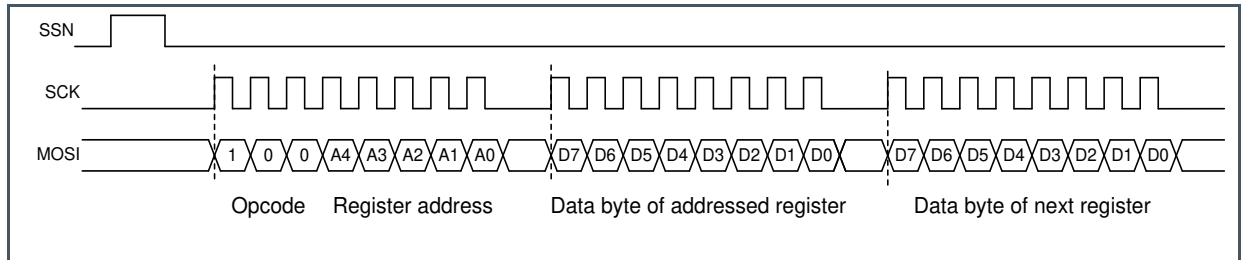 SSN
SCK
MOSI 1 0 0 A4 A3 A2 A1 A0 D7 D6 D5 D4 D3 D2 D1 D0 D7 D6 D5 D4 D3 D2 D1 D0
Opcode Register address Data byte of addressed register Data byte of next register